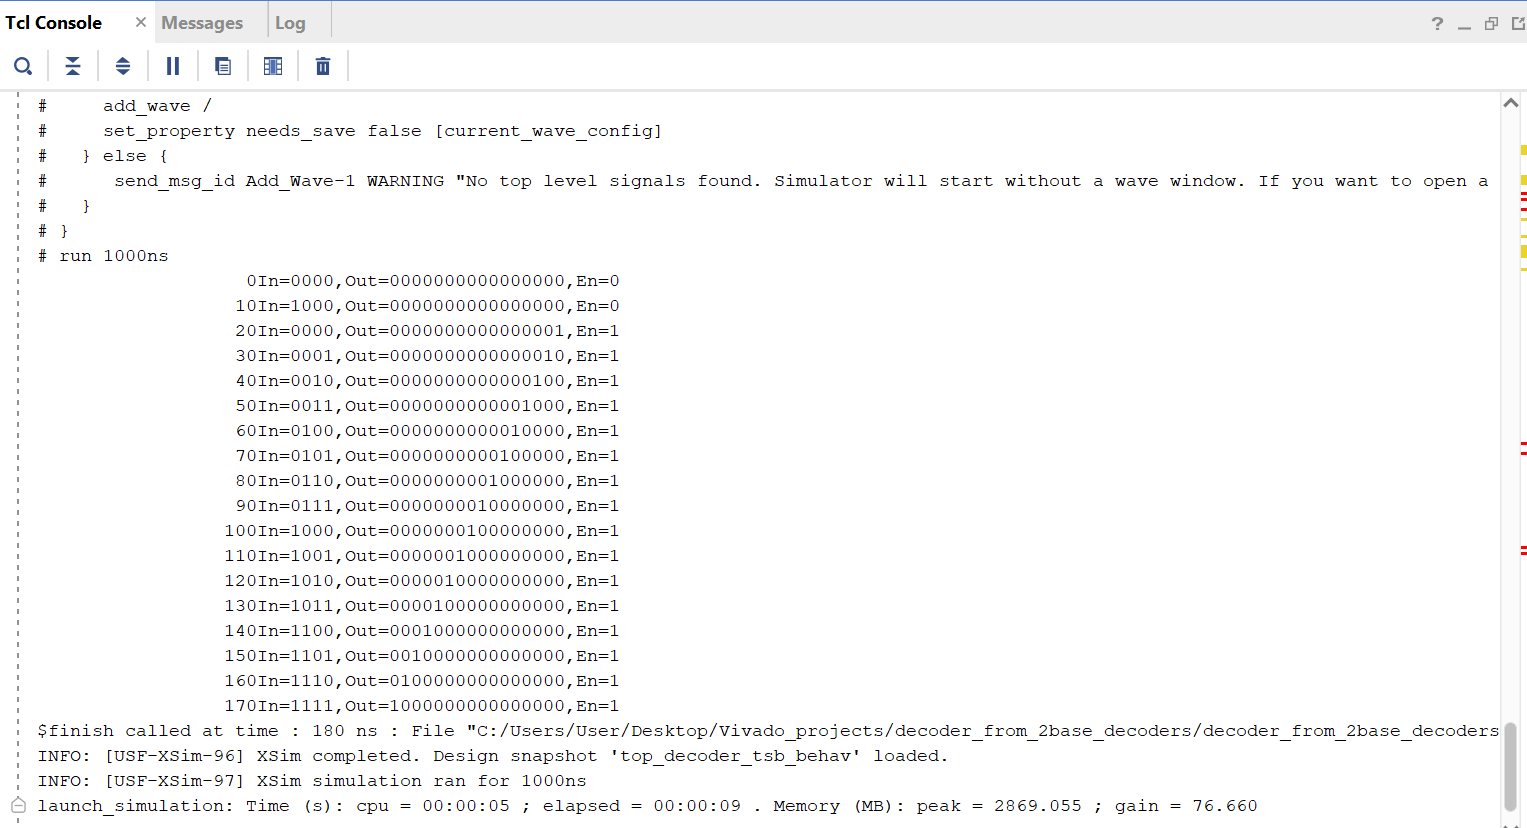 Tcl Console × Messages Log ?
# add_wave /
# set_property needs_save false [current_wave_config]
# } else {
# send_msg_id Add_Wave-1 WARNING "No top level signals found. Simulator will start without a wave window. If you want to open a
# }
# }
# run 1000ns
0In=0000,Out=0000000000000000,En=0
10In=1000,Out=0000000000000000,En=0
20In=0000,Out=0000000000000001,En=1
30In=0001,Out=0000000000000010,En=1
40In=0010,Out=0000000000000100,En=1
50In=0011,Out=0000000000001000,En=1
60In=0100,Out=0000000000010000,En=1
70In=0101,Out=0000000000100000,En=1
80In=0110,Out=0000000001000000,En=1
90In=0111,Out=0000000010000000,En=1
100In=1000,Out=0000000100000000,En=1
110In=1001,Out=0000001000000000,En=1
120In=1010,Out=0000010000000000,En=1
130In=1011,Out=0000100000000000,En=1
140In=1100,Out=0001000000000000,En=1
150In=1101,Out=0010000000000000,En=1
160In=1110,Out=0100000000000000,En=1
170In=1111,Out=1000000000000000,En=1
$finish called at time : 180 ns : File "C:/Users/User/Desktop/Vivado_projects/decoder_from_2base_decoders/decoder_from_2base_decoders
INFO: [USF-XSim-96] XSim completed. Design snapshot 'top_decoder_tsb_behav' loaded.
INFO: [USF-XSim-97] XSim simulation ran for 1000ns
launch_simulation: Time (s): cpu = 00:00:05 ; elapsed = 00:00:09 . Memory (MB): peak = 2869.055 ; gain = 76.660